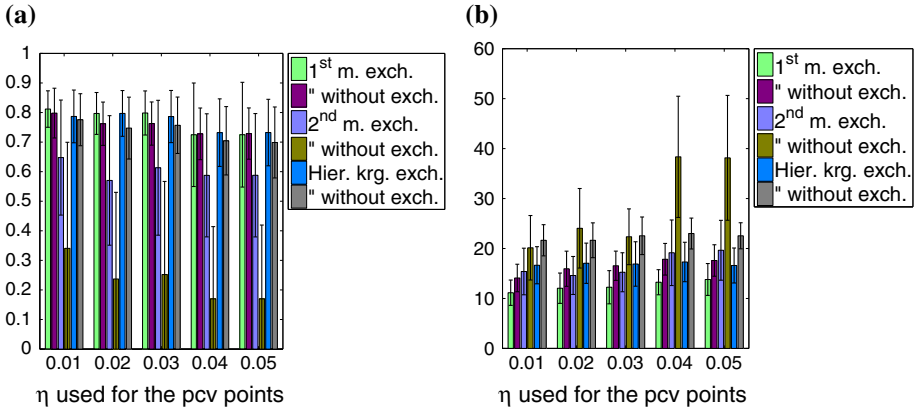 (a)
1
0.9
0.8
0.7
0.6
0.5
0.4
0.3
0.2
0.1
0
0.01 0.02 0.03 0.04 0.05
η used for the pcv points
1st m. exch.
" without exch.
2nd m. exch.
" without exch.
Hier. krg. exch.
" without exch.
(b)
60
50
40
30
20
10
0
0.01 0.02 0.03 0.04 0.05
η used for the pcv points
1st m. exch.
" without exch.
2nd m. exch.
" without exch.
Hier. krg. exch.
" without exch.